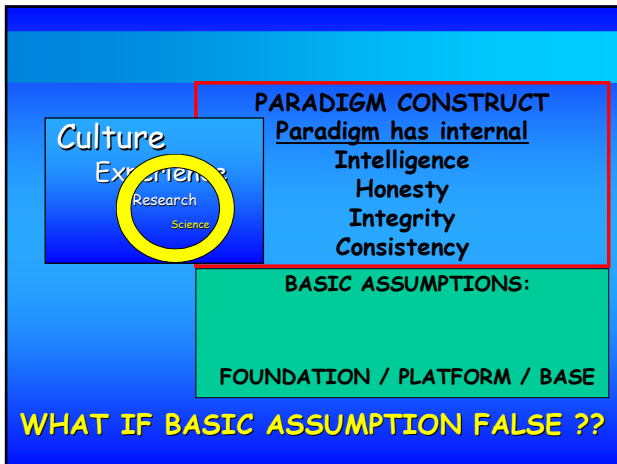 PARADIGM CONSTRUCT
Paradigm has internal
Intelligence
Honesty
Integrity
Consistency
Culture
Experience
Research
Science
BASIC ASSUMPTIONS:
FOUNDATION / PLATFORM / BASE
WHAT IF BASIC ASSUMPTION FALSE ??